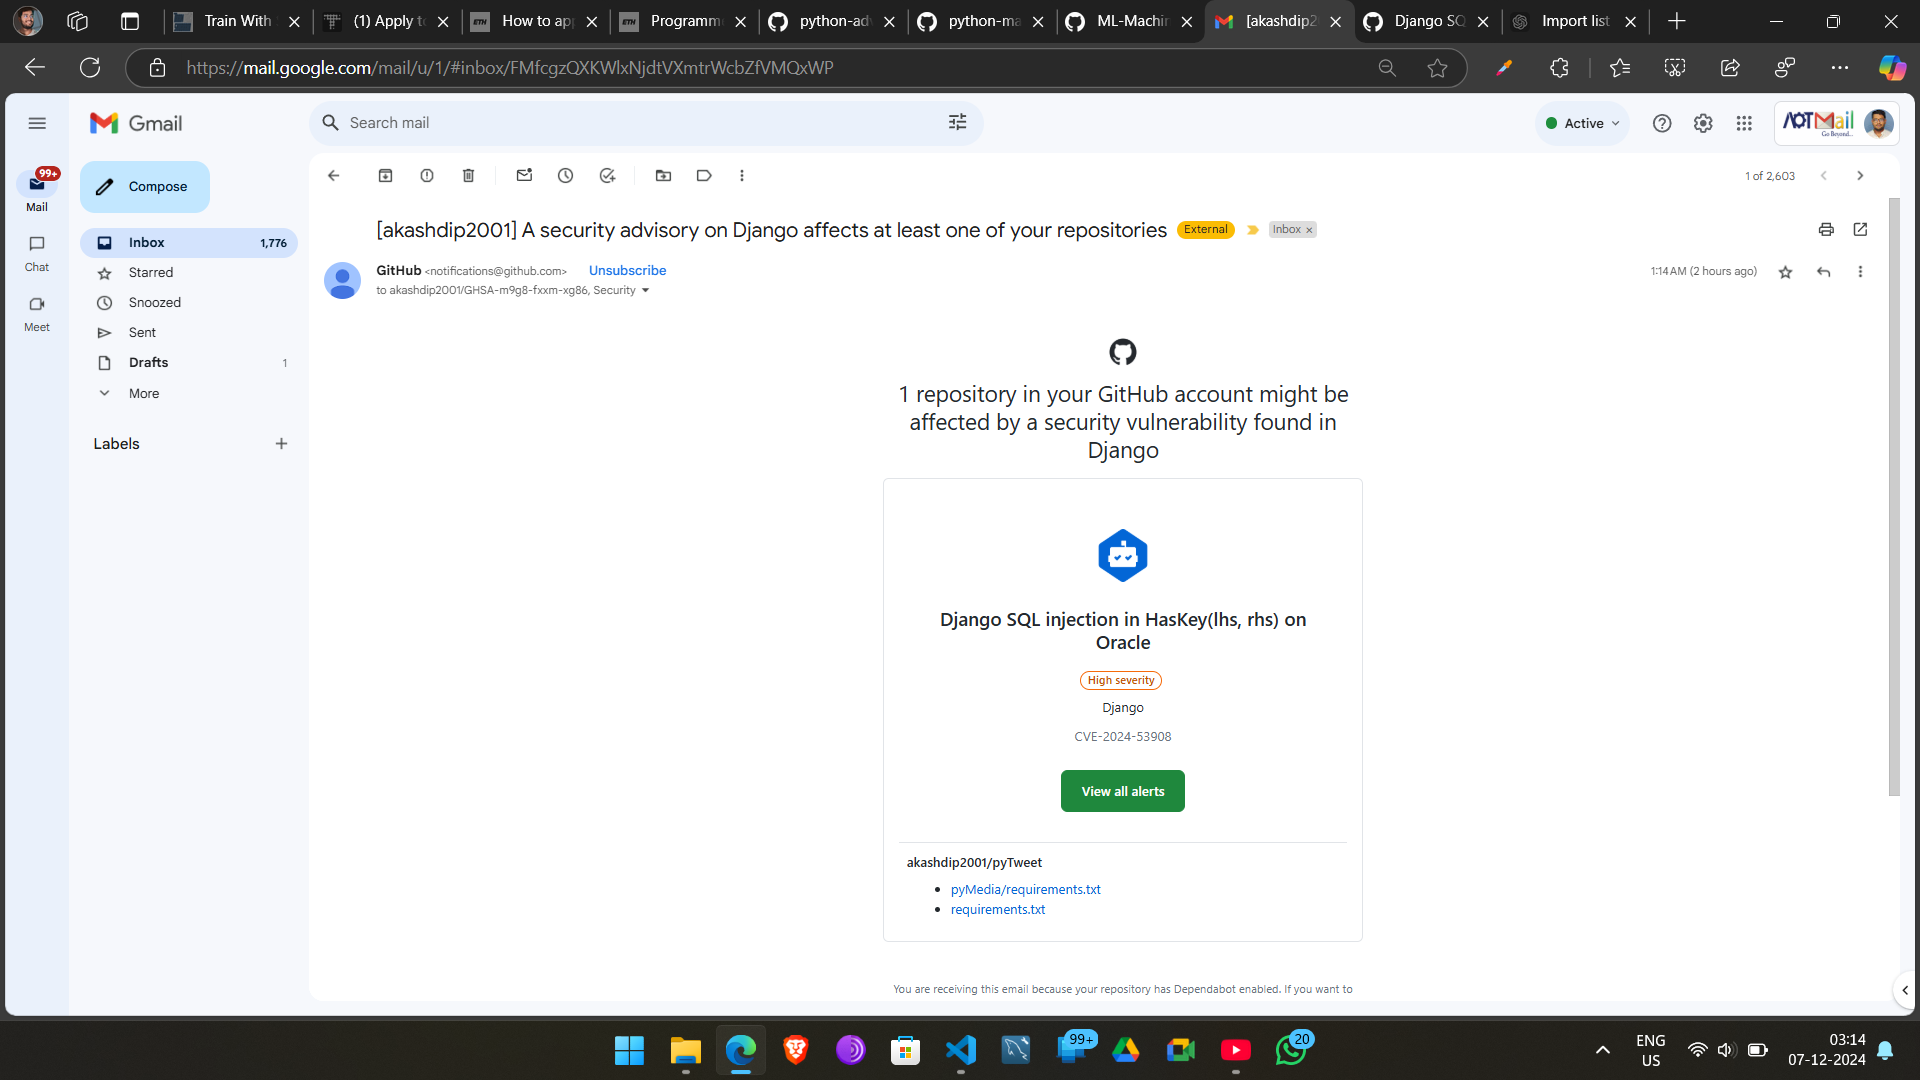 Train With
(1) Apply to
How to app
Programm
python-adv
python-ma
ML-Machin
[akashdip2
Django SQ
Import list
https://mail.google.com/mail/u/1/#inbox/FMfcgzQXKWlxNjdtVXmtrWcbZfVMQxWP
Gmail
Search mail
Active
AOTMail
Go Beyond...
99+
Mail
Chat
Meet
Compose
Inbox 1,776
Starred
Snoozed
Sent
Drafts 1
More
Labels
1 of 2,603
[akashdip2001] A security advisory on Django affects at least one of your repositories External Inbox ×
GitHub <notifications@github.com> Unsubscribe
1:14 AM (2 hours ago)
to akashdip2001/GHSA-m9g8-fxxm-xg86, Security
1 repository in your GitHub account might be
affected by a security vulnerability found in
Django
Django SQL injection in HasKey(lhs, rhs) on
Oracle
High severity
Django
CVE-2024-53908
View all alerts
akashdip2001/pyTweet
• pyMedia/requirements.txt
• requirements.txt
You are receiving this email because your repository has Dependabot enabled. If you want to
99+
20
ENG
US
03:14
07-12-2024